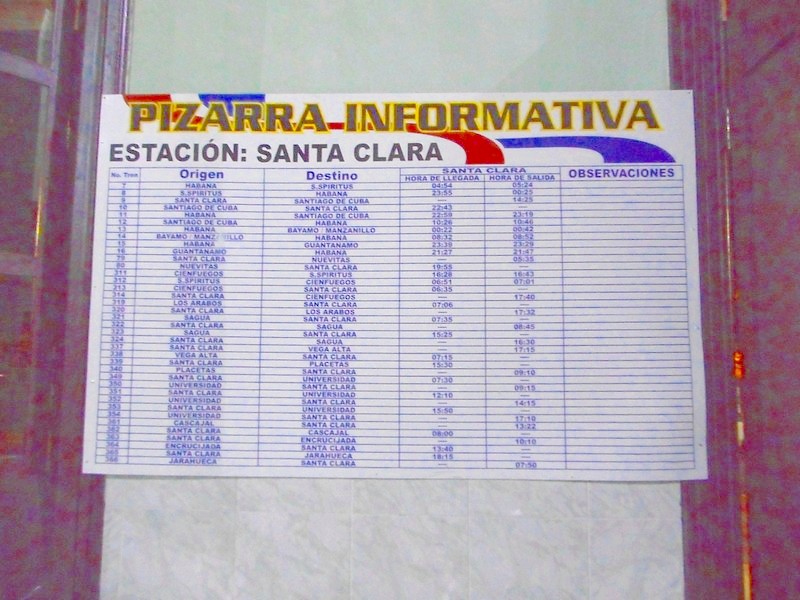 PIZARRA INFORMATIVA
ESTACIÓN: SANTA CLARA
No. Tren Origen Destino SANTA CLARA OBSERVACIONES
HORA DE LLEGADA HORA DE SALIDA
7 HABANA S.SPIRITUS 04:54 05:24
8 S.SPIRITUS HABANA 23:55 00:25
9 SANTA CLARA SANTIAGO DE CUBA — 14:25
10 SANTIAGO DE CUBA SANTA CLARA 22:43 —
11 HABANA SANTIAGO DE CUBA 22:59 23:19
12 SANTIAGO DE CUBA HABANA 10:26 10:46
13 HABANA BAYAMO / MANZANILLO 00:22 00:42
14 BAYAMO / MANZANILLO HABANA 08:32 08:52
15 HABANA GUANTANAMO 23:39 23:29
16 GUANTANAMO HABANA 21:27 21:47
79 SANTA CLARA NUEVITAS — 05:35
80 NUEVITAS SANTA CLARA 19:55 —
311 CIENFUEGOS S.SPIRITUS 16:28 16:43
312 S.SPIRITUS CIENFUEGOS 06:51 07:01
313 CIENFUEGOS SANTA CLARA 06:35 —
314 SANTA CLARA CIENFUEGOS — 17:40
319 LOS ARABOS SANTA CLARA 07:06 —
320 SANTA CLARA LOS ARABOS — 17:32
321 SAGUA SANTA CLARA 07:35 —
322 SANTA CLARA SAGUA — 08:45
323 SAGUA SANTA CLARA 15:25 —
324 SANTA CLARA SAGUA — 16:30
337 SANTA CLARA VEGA ALTA — 17:15
338 VEGA ALTA SANTA CLARA 07:15 —
339 SANTA CLARA PLACETAS 15:30 —
340 PLACETAS SANTA CLARA — 09:10
349 SANTA CLARA UNIVERSIDAD 07:30 —
350 UNIVERSIDAD SANTA CLARA — 09:15
351 SANTA CLARA UNIVERSIDAD 12:10 —
352 UNIVERSIDAD SANTA CLARA — 14:15
353 SANTA CLARA UNIVERSIDAD 15:50 —
354 UNIVERSIDAD SANTA CLARA — 17:10
361 CASCAJAL SANTA CLARA — 13:22
362 SANTA CLARA CASCAJAL 06:00 —
363 SANTA CLARA ENCRUCIJADA — 10:10
364 ENCRUCIJADA SANTA CLARA 13:40 —
365 SANTA CLARA JARAHUECA 18:15 —
366 JARAHUECA SANTA CLARA — 07:50